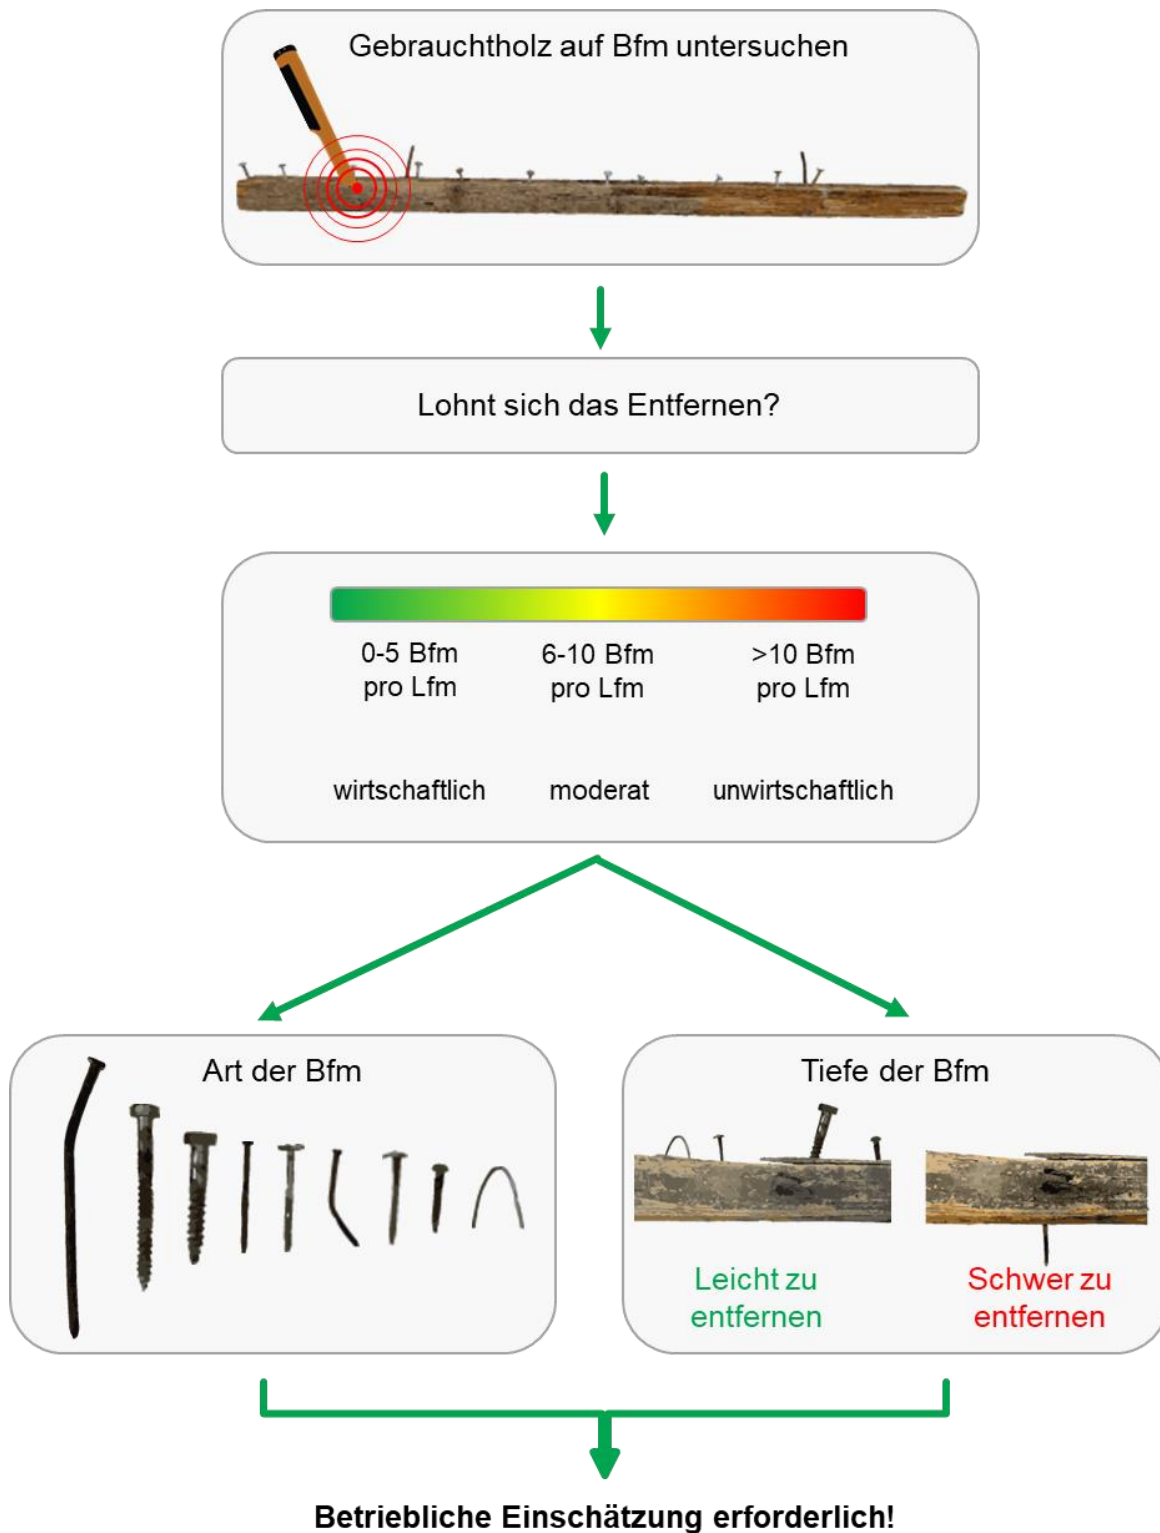 Gebrauchtholz auf Bfm untersuchen
Lohnt sich das Entfernen?
0-5 Bfm
pro Lfm
6-10 Bfm
pro Lfm
>10 Bfm
pro Lfm
wirtschaftlich
moderat
unwirtschaftlich
Art der Bfm
Tiefe der Bfm
Leicht zu
entfernen
Schwer zu
entfernen
Betriebliche Einschätzung erforderlich!